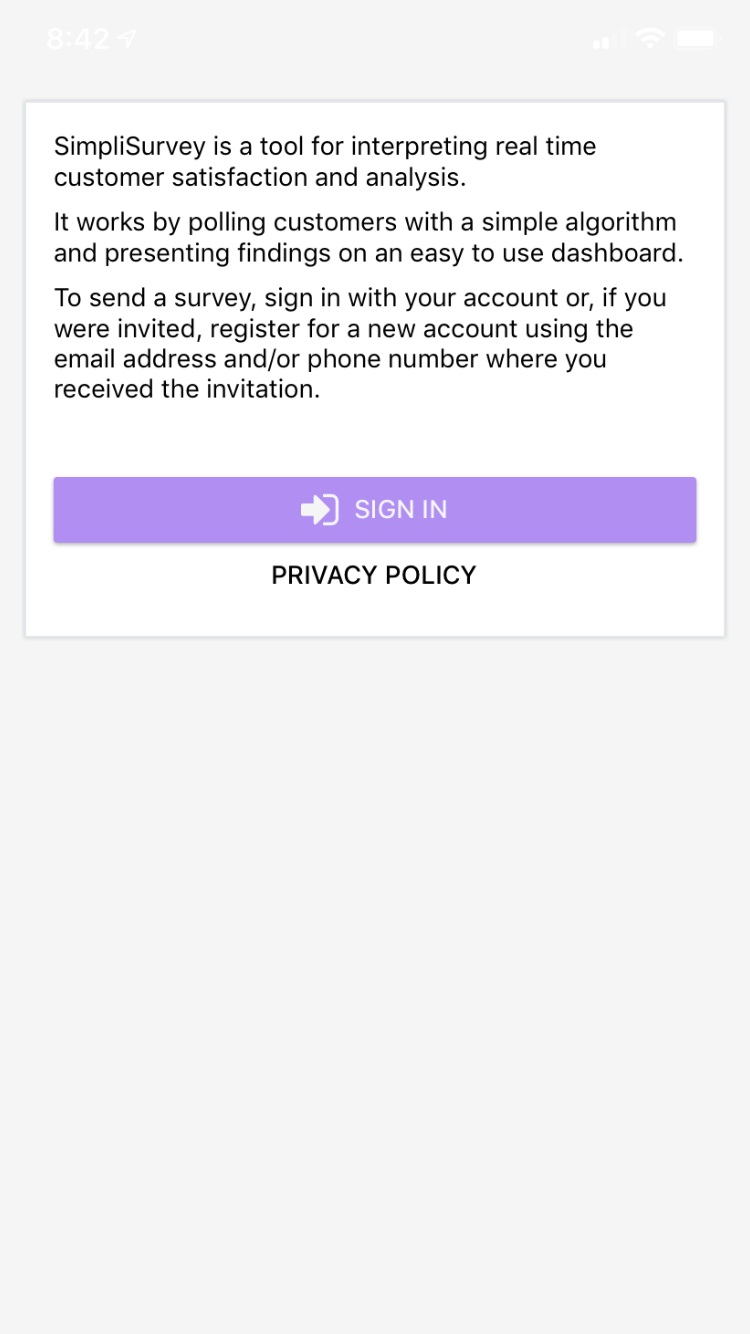 8:42
SimpliSurvey is a tool for interpreting real time
customer satisfaction and analysis.
It works by polling customers with a simple algorithm
and presenting findings on an easy to use dashboard.
To send a survey, sign in with your account or, if you
were invited, register for a new account using the
email address and/or phone number where you
received the invitation.
SIGN IN
PRIVACY POLICY